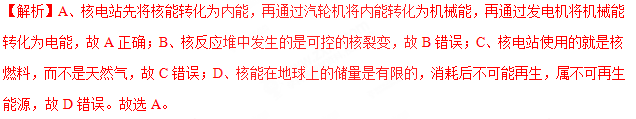 【解析】A、核电站先将核能转化为内能，再通过汽轮机将内能转化为机械能，再通过发电机将机械能
转化为电能，故 A 正确；B、核反应堆中发生的是可控的核裂变，故 B 错误；C、核电站使用的就是核
燃料，而不是天然气，故 C 错误；D、核能在地球上的储量是有限的，消耗后不可能再生，属不可再生
能源，故 D 错误。故选 A。